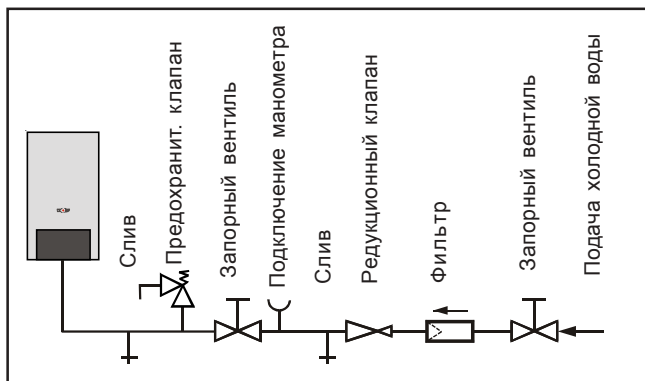 Слив
Предохранит. клапан
Запорный вентиль
Подключение манометра
Слив
Редукционный клапан
Фильтр
Запорный вентиль
Подача холодной воды